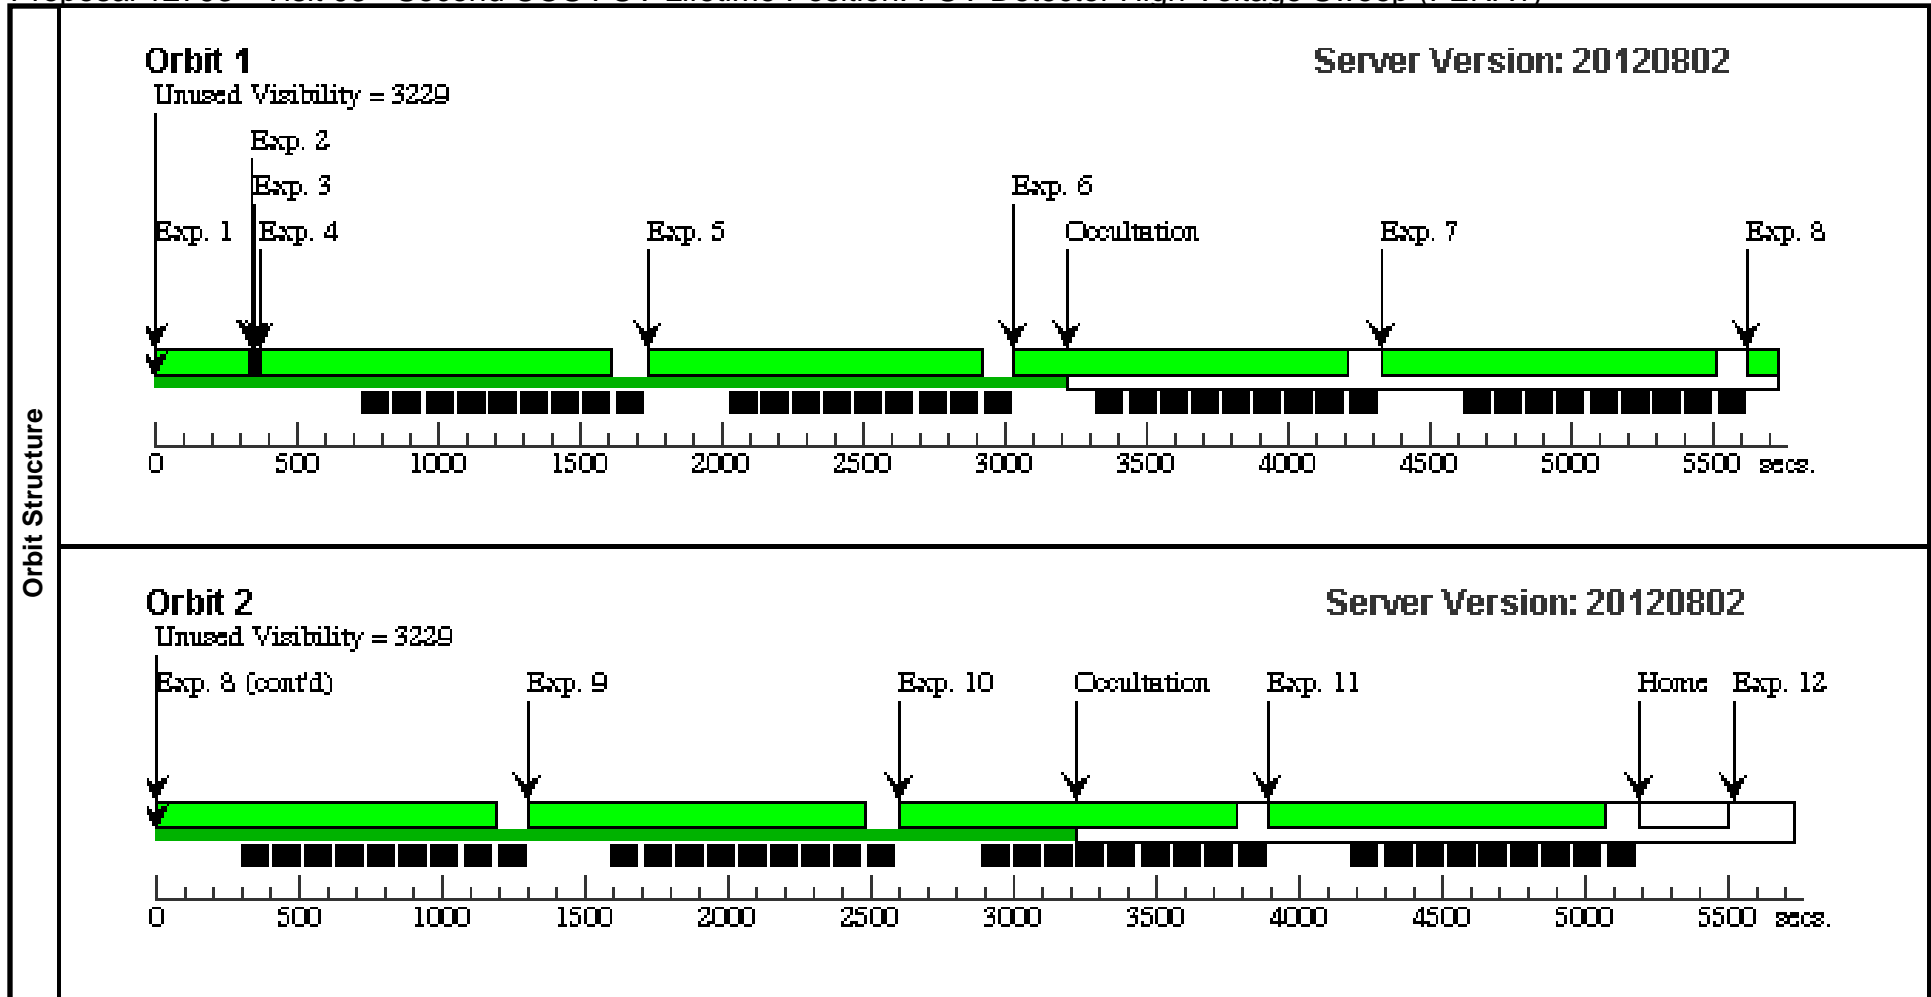 Orbit Structure
Orbit 1
Server Version: 20120802
Unused Visibility = 3229
Exp. 2
Exp. 3
Exp. 6
Exp. 1
Exp. 4
Exp. 5
Occultation
Exp. 7
Exp. 8
0 500 1000 1500 2000 2500 3000 3500 4000 4500 5000 5500 secs.
Orbit 2
Server Version: 20120802
Unused Visibility = 3229
Exp. 8 (cont'd)
Exp. 9
Exp. 10
Occultation
Exp. 11
Home
Exp. 12
0 500 1000 1500 2000 2500 3000 3500 4000 4500 5000 5500 secs.